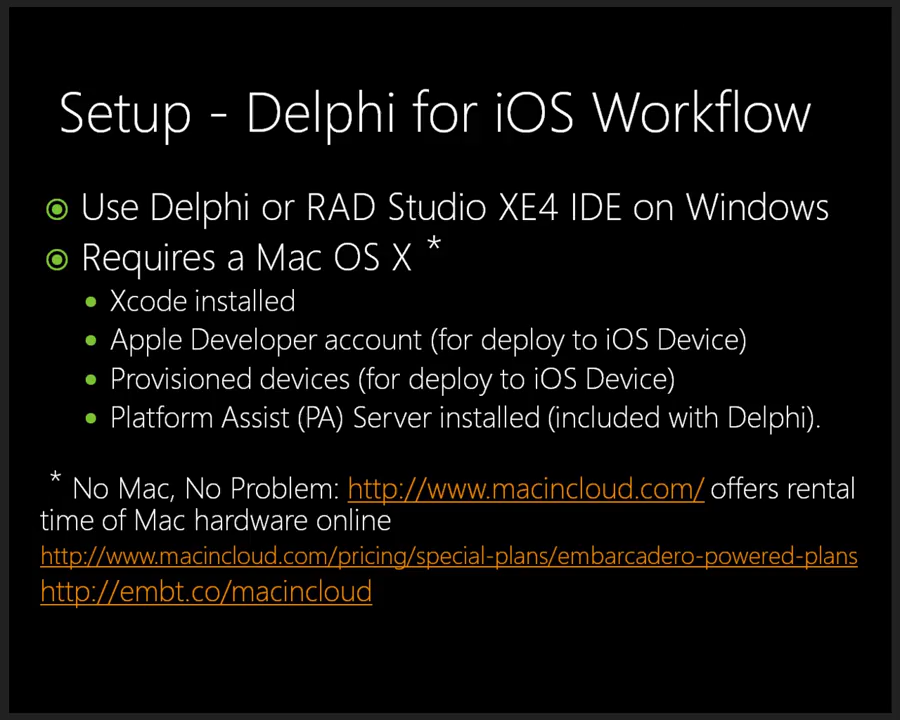 Setup - Delphi for iOS Workflow
Use Delphi or RAD Studio XE4 IDE on Windows
Requires a Mac OS X *
Xcode installed
Apple Developer account (for deploy to iOS Device)
Provisioned devices (for deploy to iOS Device)
Platform Assist (PA) Server installed (included with Delphi).
* No Mac, No Problem: http://www.macincloud.com/ offers rental
time of Mac hardware online
http://www.macincloud.com/pricing/special-plans/embarcadero-powered-plans
http://embt.co/macincloud